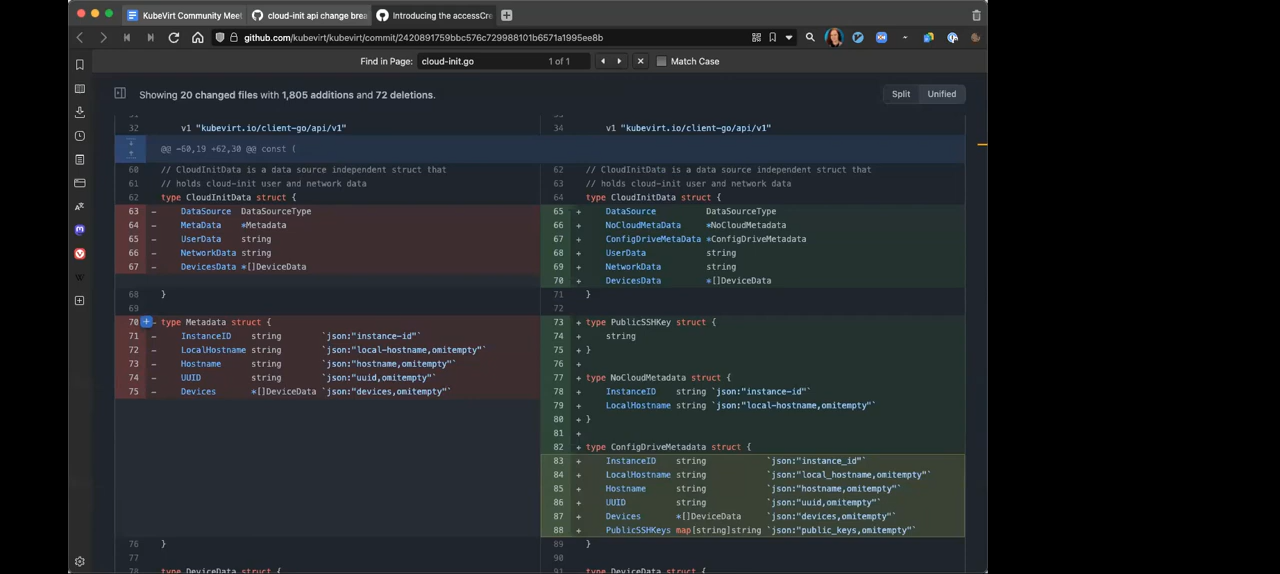 KubeVirt Community Meet
cloud-init api change brea
Introducing the accessCre
github.com/kubevirt/kubevirt/commit/2420891759bbc576c729988101b6571a1995ee8b
Find in Page: cloud-init.go 1 of 1 Match Case
Showing 20 changed files with 1,805 additions and 72 deletions.
Split Unified
32 v1 "kubevirt.io/client-go/api/v1"
@@ -60,19 +62,30 @@ const (
60 // CloudInitData is a data source independent struct that
61 // holds cloud-init user and network data
62 type CloudInitData struct {
63 - DataSource DataSourceType
64 - MetaData *Metadata
65 - UserData string
66 - NetworkData string
67 - DevicesData *[]DeviceData
68 }
69
70 - type Metadata struct {
71 - InstanceID string `json:"instance-id"`
72 - LocalHostname string `json:"local-hostname,omitempty"`
73 - Hostname string `json:"hostname,omitempty"`
74 - UUID string `json:"uuid,omitempty"`
75 - Devices *[]DeviceData `json:"devices,omitempty"`
76 }
77
78 type DeviceData struct {
34 v1 "kubevirt.io/client-go/api/v1"
62 // CloudInitData is a data source independent struct that
63 // holds cloud-init user and network data
64 type CloudInitData struct {
65 + DataSource DataSourceType
66 + NoCloudMetaData *NoCloudMetadata
67 + ConfigDriveMetaData *ConfigDriveMetadata
68 + UserData string
69 + NetworkData string
70 + DevicesData *[]DeviceData
71 }
72
73 + type PublicSSHKey struct {
74 + string
75 + }
76 +
77 + type NoCloudMetadata struct {
78 + InstanceID string `json:"instance-id"`
79 + LocalHostname string `json:"local-hostname,omitempty"`
80 + }
81 +
82 + type ConfigDriveMetadata struct {
83 + InstanceID string `json:"instance_id"`
84 + LocalHostname string `json:"local_hostname,omitempty"`
85 + Hostname string `json:"hostname,omitempty"`
86 + UUID string `json:"uuid,omitempty"`
87 + Devices *[]DeviceData `json:"devices,omitempty"`
88 + PublicSSHKeys map[string]string `json:"public_keys,omitempty"`
89 }
90
91 type DeviceData struct {